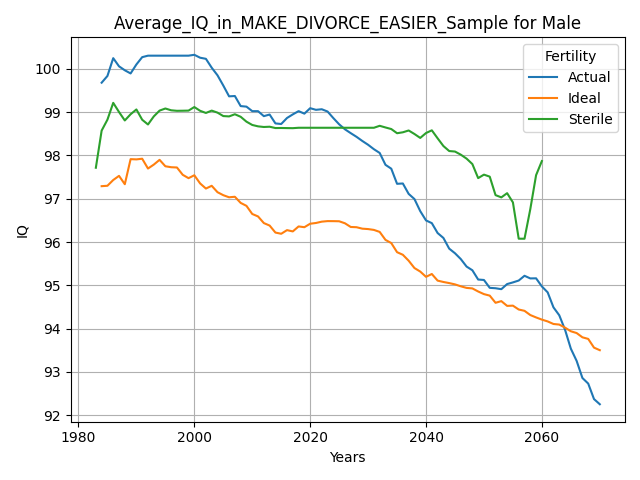 Average_IQ_in_MAKE_DIVORCE_EASIER_Sample for Male
Fertility
Actual
Ideal
Sterile
IQ
100
99
98
97
96
95
94
93
92
1980 2000 2020 2040 2060
Years